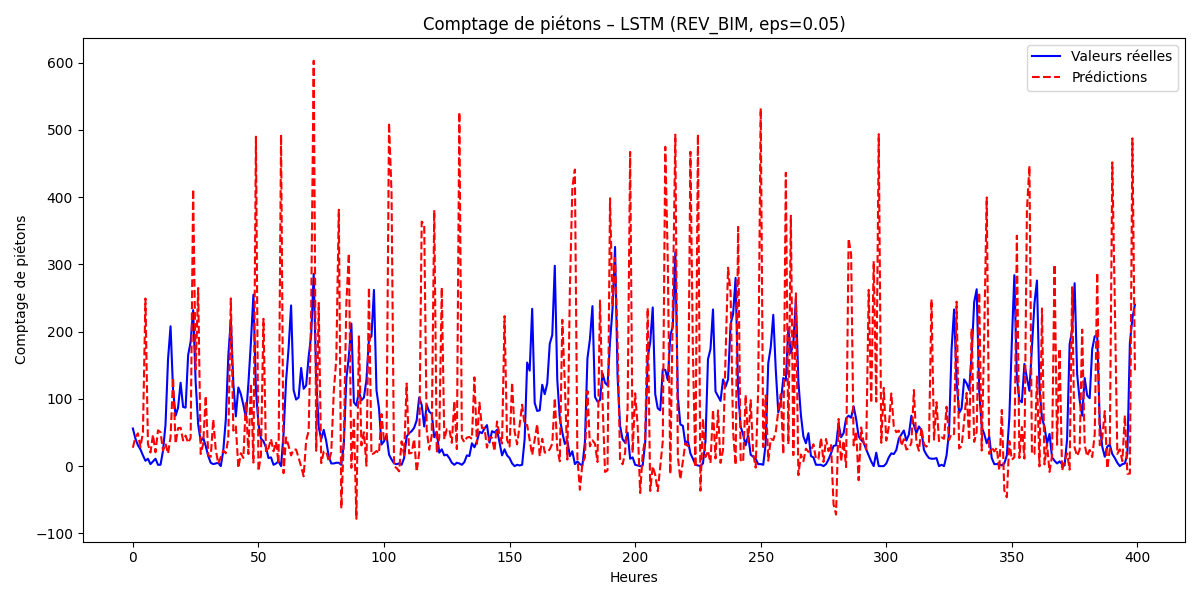 Comptage de piétons – LSTM (REV_BIM, eps=0.05)
Valeurs réelles
Prédictions
Comptage de piétons
600
500
400
300
200
100
0
−100
0 50 100 150 200 250 300 350 400
Heures